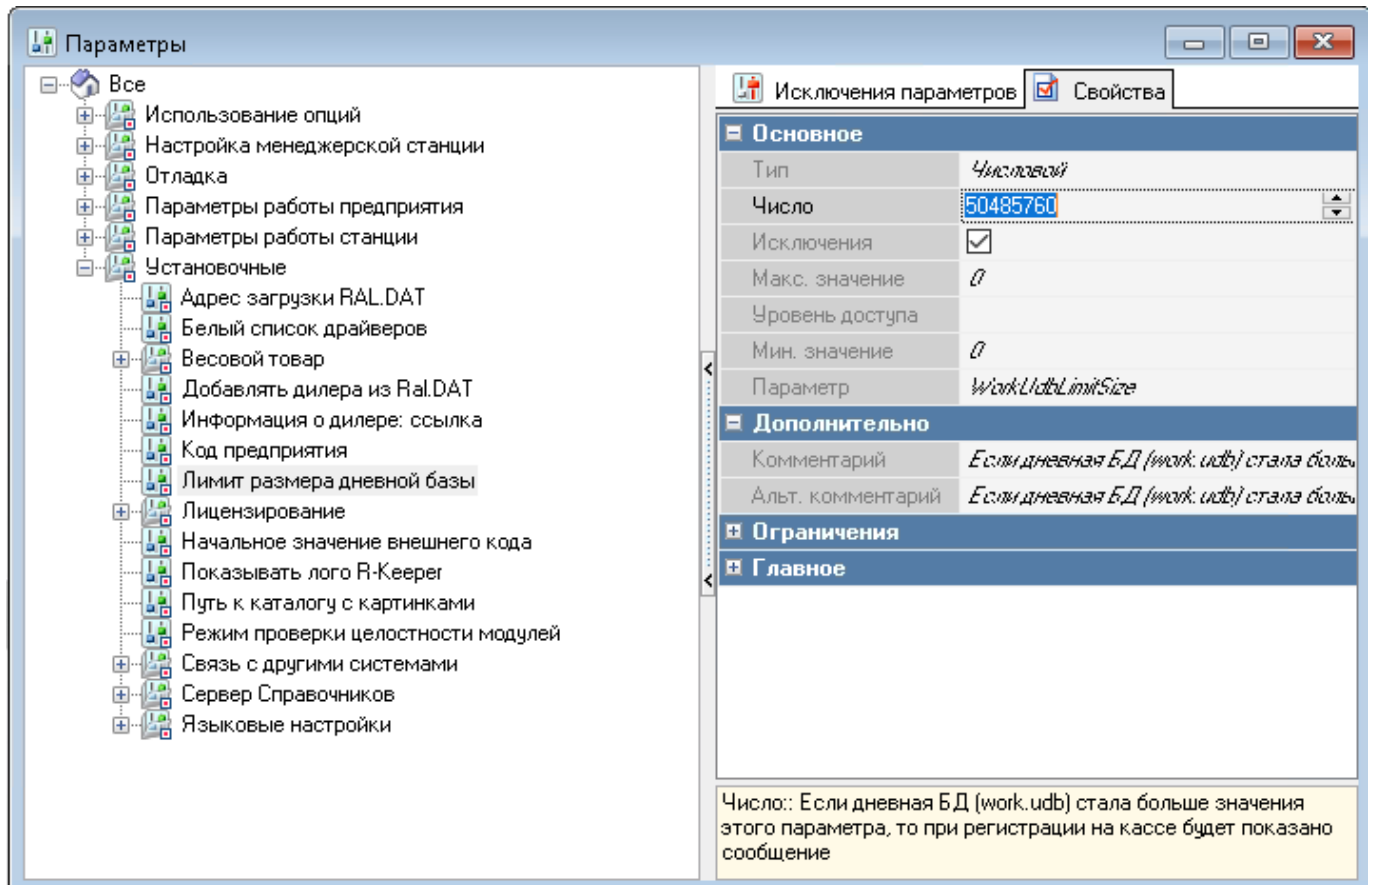 Параметры
Все
Использование опций
Настройка менеджерской станции
Отладка
Параметры работы предприятия
Параметры работы станции
Установочные
Адрес загрузки RAL.DAT
Белый список драйверов
Весовой товар
Добавлять дилера из Ral.DAT
Информация о дилере: ссылка
Код предприятия
Лимит размера дневной базы
Лицензирование
Начальное значение внешнего кода
Показывать лого R-Keeper
Путь к каталогу с картинками
Режим проверки целостности модулей
Связь с другими системами
Сервер Справочников
Языковые настройки
Исключения параметров Свойства
Основное
Тип Числовой
Число 50485760
Исключения
Макс. значение 0
Уровень доступа
Мин. значение 0
Параметр WorkUdbLimitSize
Дополнительно
Комментарий Если дневная БД (work.udb) стала боль
Альт. комментарий Если дневная БД (work.udb) стала боль
Ограничения
Главное
Число:: Если дневная БД (work.udb) стала больше значения
этого параметра, то при регистрации на кассе будет показано
сообщение